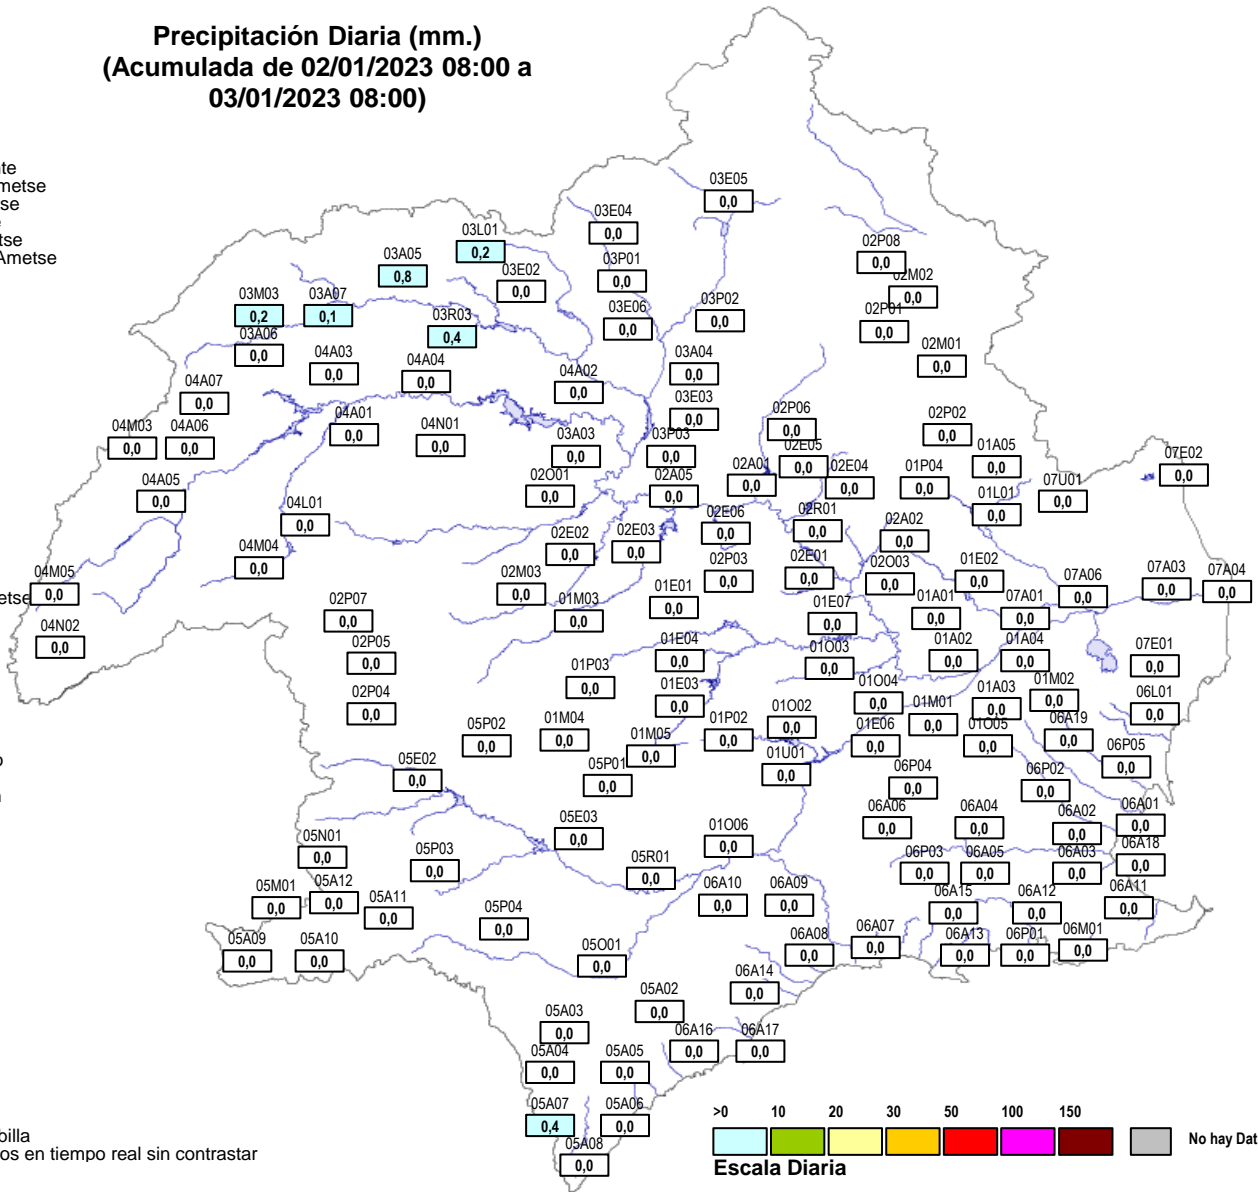 Precipitación Diaria (mm.)
(Acumulada de 02/01/2023 08:00 a
03/01/2023 08:00)
nte
metse
se
e
tse
Ametse
03E05
0,0
03E04
0,0
03L01
0,2
02P08
0,0
03A05
0,8
03P01
0,0
03E02
0,0
02M02
0,0
03M03
0,2
03A07
0,1
03P02
0,0
03E06
0,0
02P01
0,0
03R03
0,4
03A06
0,0
02M01
0,0
04A03
0,0
04A04
0,0
03A04
0,0
04A02
0,0
04A07
0,0
03E03
0,0
02P06
0,0
02P02
0,0
04M03
0,0
04A06
0,0
04A01
0,0
04N01
0,0
03A03
0,0
03P03
0,0
02E05
0,0
01A05
0,0
07E02
0,0
04A05
0,0
02O01
0,0
02A05
0,0
02A01
0,0
02E04
0,0
01P04
0,0
07U01
0,0
04L01
0,0
01L01
0,0
02E06
0,0
02R01
0,0
02A02
0,0
02E02
0,0
02E03
0,0
04M04
0,0
04M05
0,0
etse
02M03
0,0
02P03
0,0
02E01
0,0
02O03
0,0
01E02
0,0
07A06
0,0
07A03
0,0
07A04
0,0
02P07
0,0
01M03
0,0
01E01
0,0
01E07
0,0
01A01
0,0
07A01
0,0
04N02
0,0
02P05
0,0
01E04
0,0
01O03
0,0
01A02
0,0
01A04
0,0
07E01
0,0
01P03
0,0
02P04
0,0
01E03
0,0
01O04
0,0
01A03
0,0
01M02
0,0
06L01
0,0
05P02
0,0
01M04
0,0
01P02
0,0
01O02
0,0
01M01
0,0
01E06
0,0
01O05
0,0
06A19
0,0
01M05
0,0
01U01
0,0
06P05
0,0
o
05E02
0,0
05P01
0,0
06P04
0,0
06P02
0,0
05E03
0,0
01O06
0,0
06A06
0,0
06A04
0,0
06A02
0,0
06A01
0,0
05N01
0,0
05P03
0,0
05R01
0,0
06P03
0,0
06A05
0,0
06A03
0,0
06A18
0,0
05M01
0,0
05A12
0,0
05A11
0,0
06A10
0,0
06A09
0,0
06A15
0,0
06A12
0,0
06A11
0,0
05P04
0,0
05A09
0,0
05A10
0,0
05O01
0,0
06A08
0,0
06A07
0,0
06A13
0,0
06P01
0,0
06M01
0,0
06A14
0,0
05A02
0,0
05A03
0,0
06A16
0,0
06A17
0,0
05A04
0,0
05A05
0,0
05A07
0,4
05A06
0,0
05A08
0,0
billa
os en tiempo real sin contrastar
>0 10 20 30 50 100 150
No hay Dat
Escala Diaria